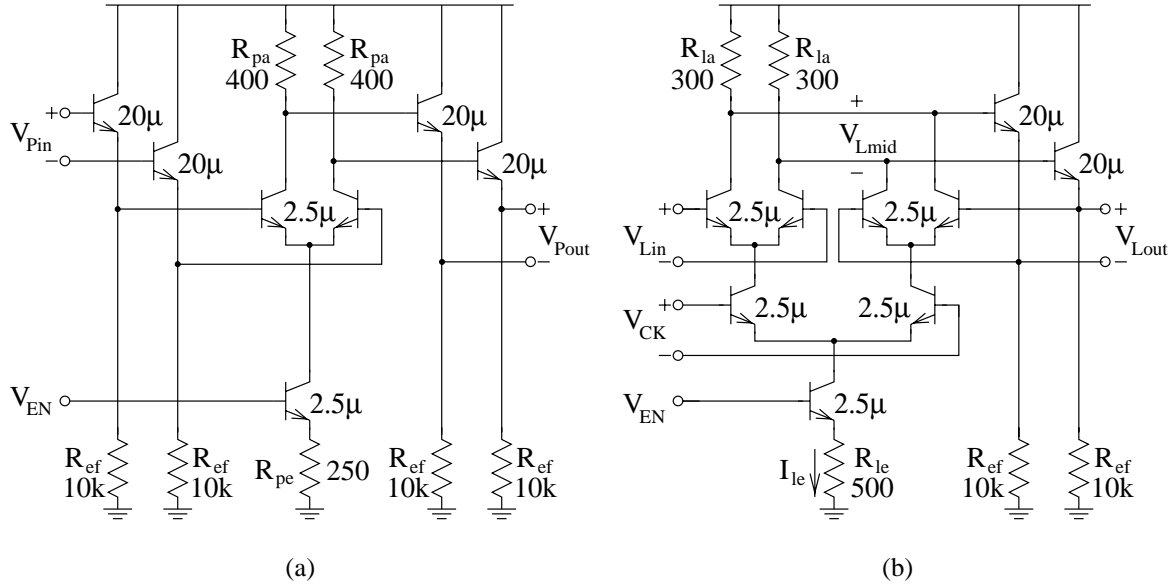 R_pa R_pa
400 400
20μ
+
V_Pin
−
20μ
20μ
20μ
2.5μ
+
V_Pout
−
V_EN
2.5μ
R_ef R_ef R_pe 250 R_ef R_ef
10k 10k 10k 10k
(a)
R_la R_la
300 300
+
V_Lmid
−
20μ
20μ
+
2.5μ 2.5μ
V_Lin
−
+
V_Lout
−
+
2.5μ 2.5μ
V_CK
−
V_EN
2.5μ
I_le
R_le
500
R_ef R_ef
10k 10k
(b)